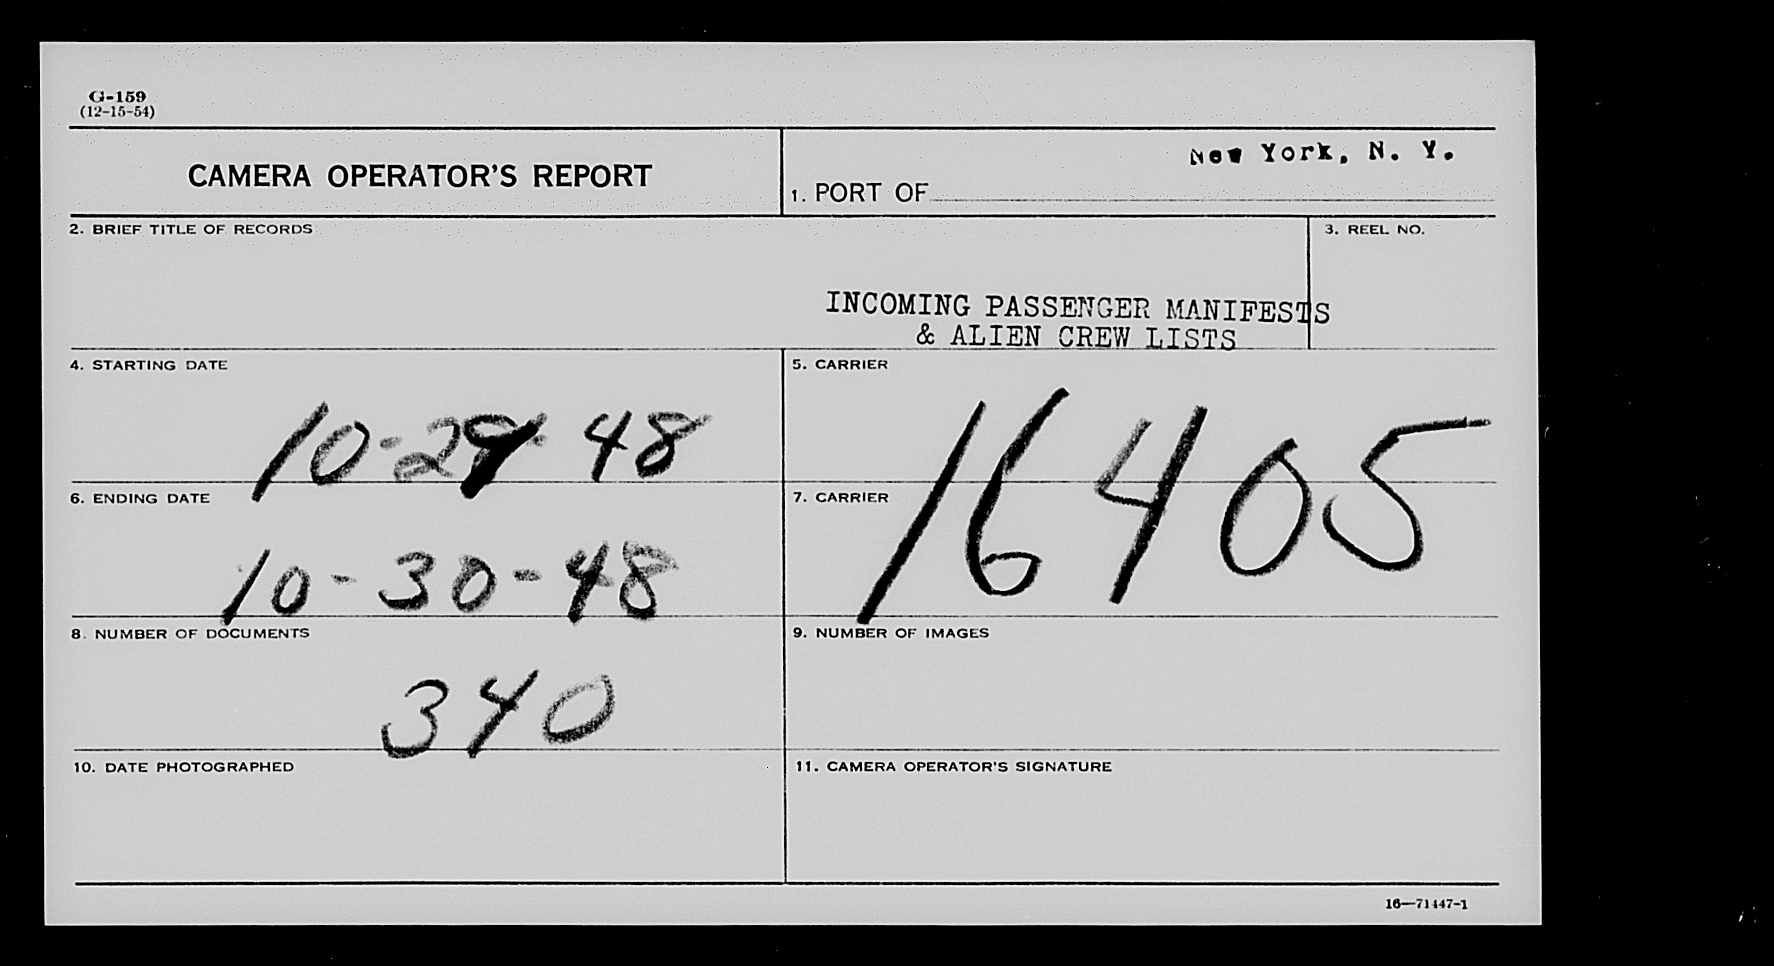 G-159
(12-15-54)
CAMERA OPERATOR'S REPORT
1. PORT OF New York, N. Y.
2. BRIEF TITLE OF RECORDS
INCOMING PASSENGER MANIFESTS
& ALIEN CREW LISTS
3. REEL NO.
4. STARTING DATE
10-29-48
5. CARRIER
16405
6. ENDING DATE
10-30-48
7. CARRIER
8. NUMBER OF DOCUMENTS
340
9. NUMBER OF IMAGES
10. DATE PHOTOGRAPHED
11. CAMERA OPERATOR'S SIGNATURE
16—71447-1